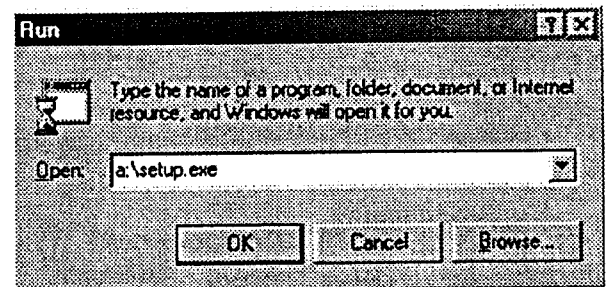 Run
Type the name of a program, folder, document, or Internet
resource, and Windows will open it for you.
Open: a:\setup.exe
OK Cancel Browse...